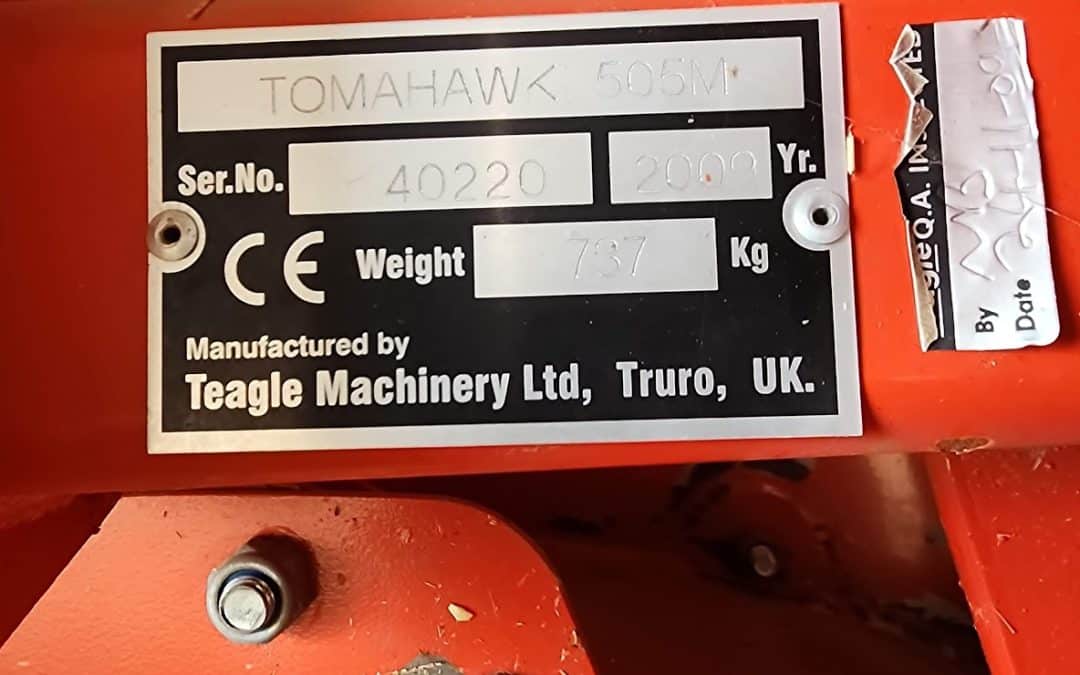 TOMAHAWK 505M
Ser.No. 40220 Yr.
CE Weight 737 Kg
Manufactured by
Teagle Machinery Ltd, Truro, UK.
Q.A.
By
Date